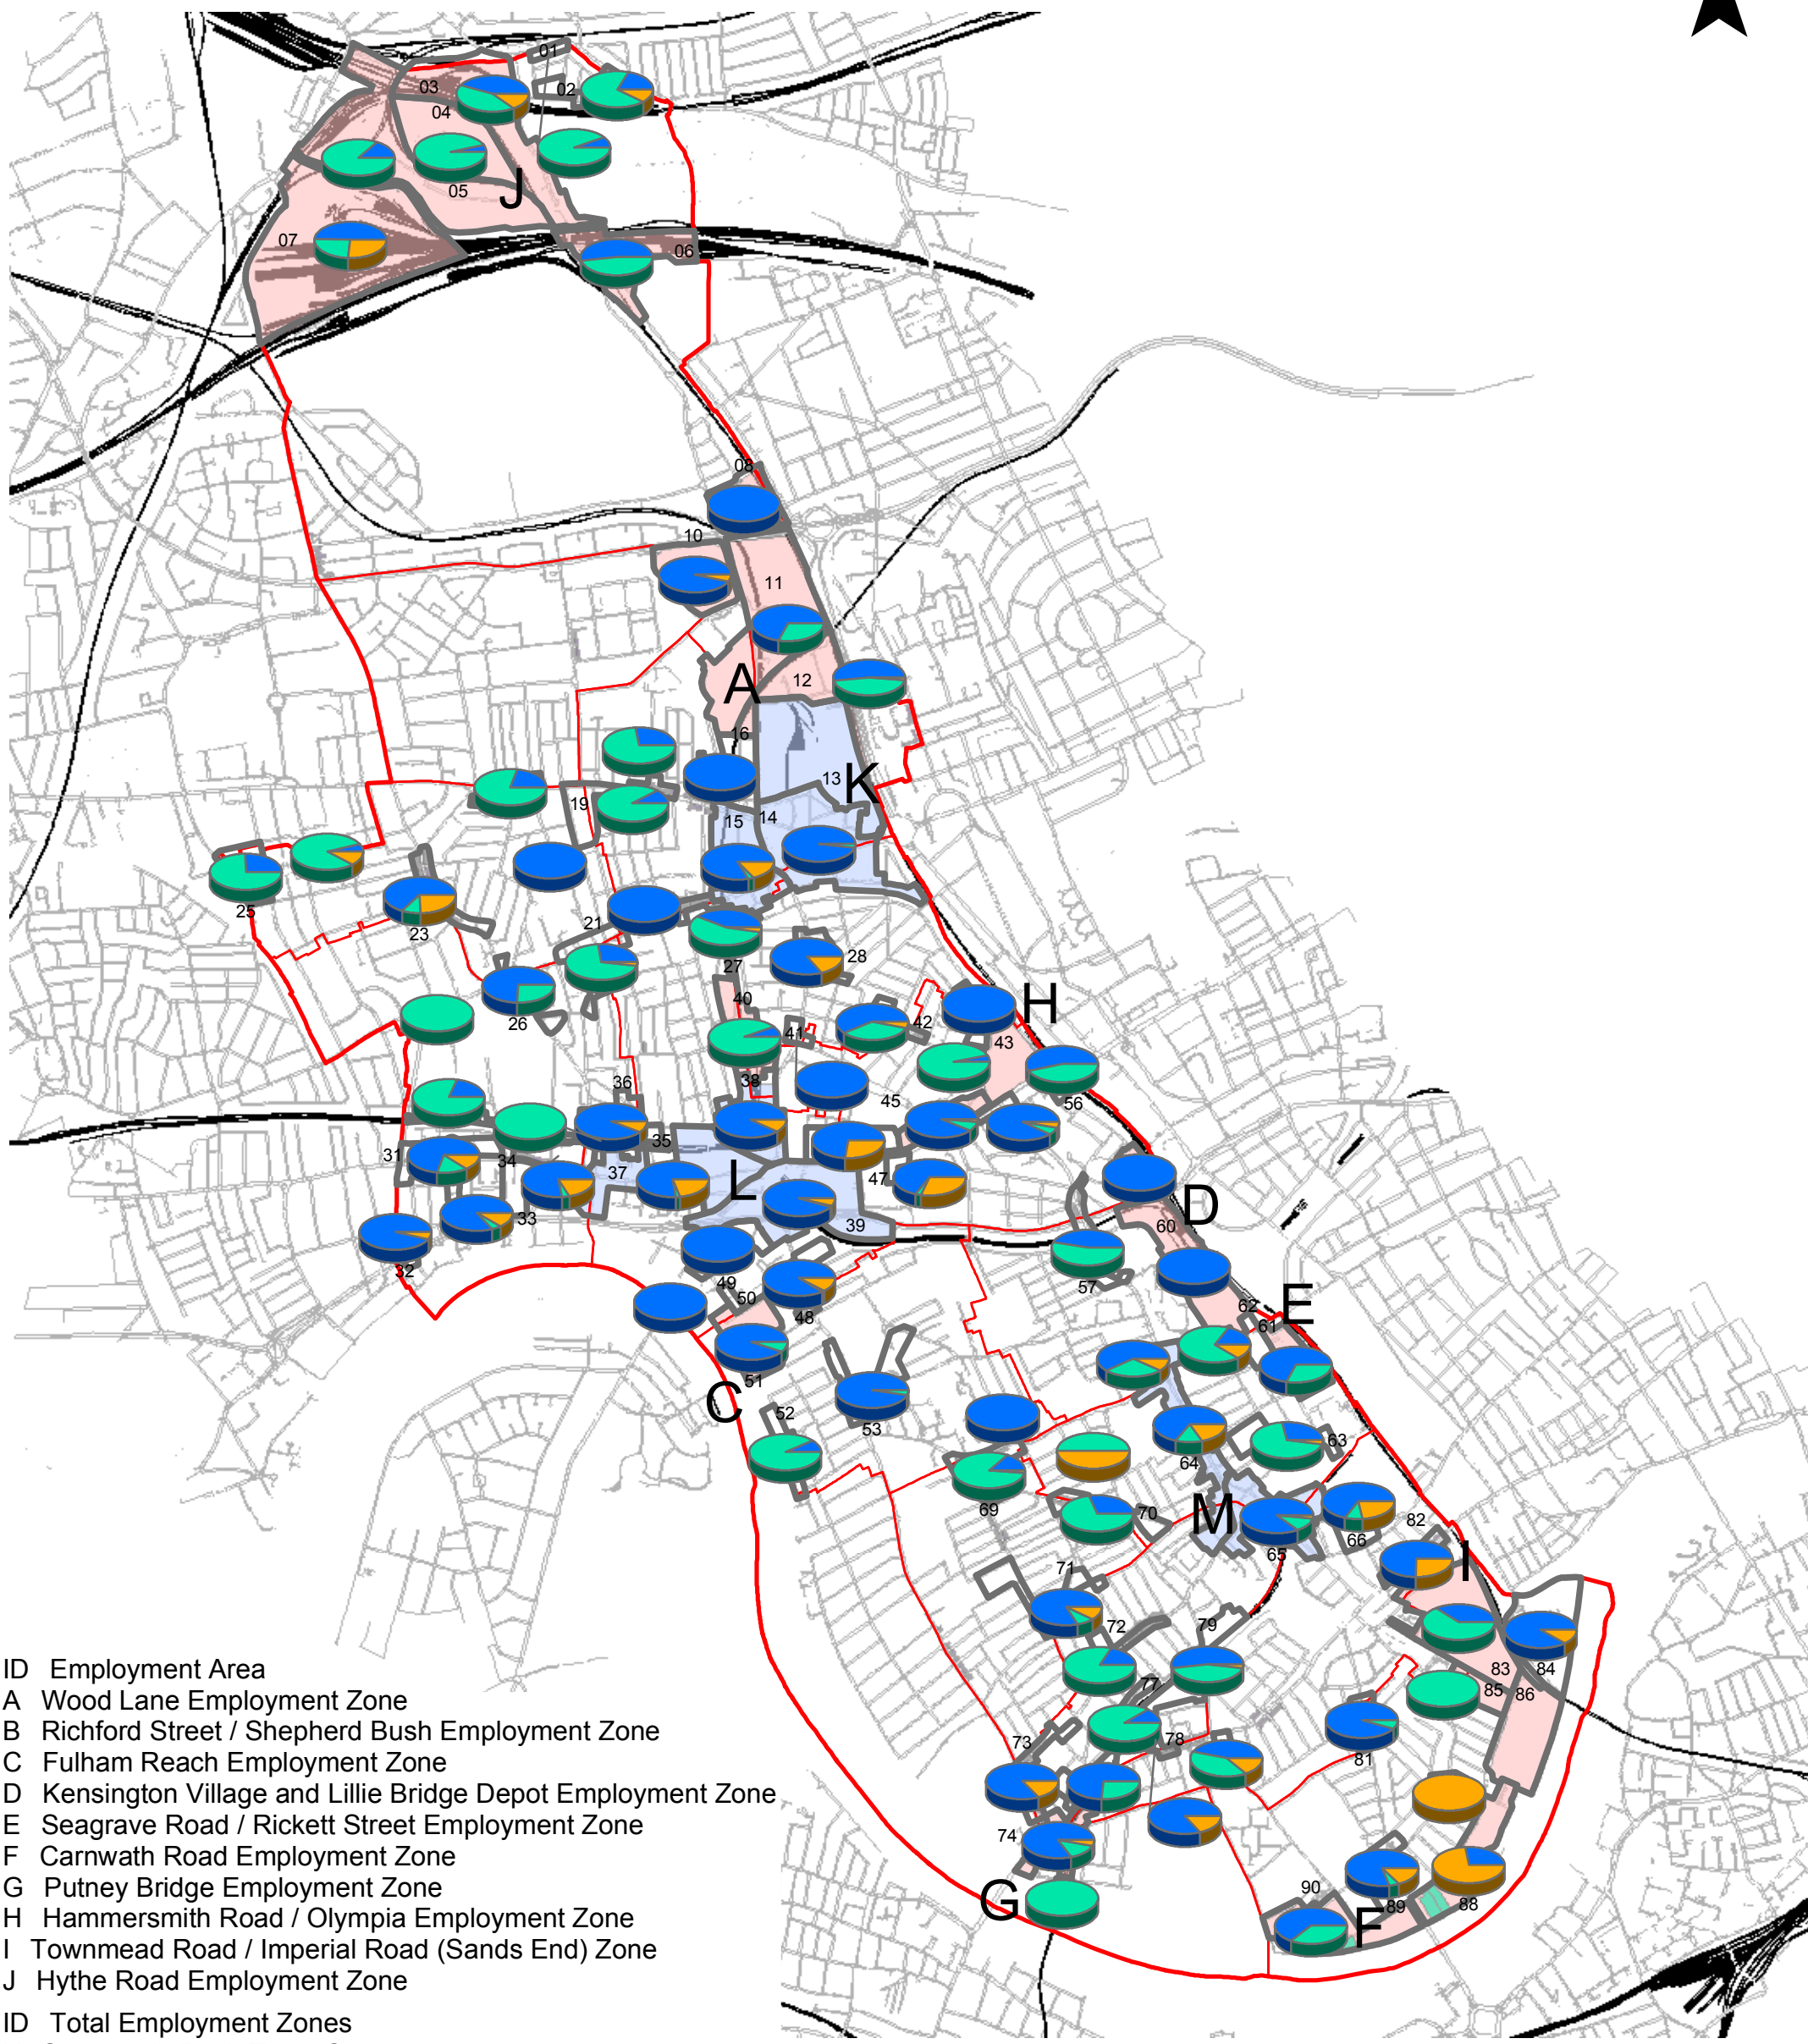 01
02
03
04
05
J
07
06
08
10
11
A
12
16
K
13
14
15
19
25
23
21
27
28
26
40
H
42
41
43
38
36
45
56
31
34
35
37
L
47
33
39
D
60
32
57
49
50
48
62
E
61
51
C
52
53
63
64
69
70
M
65
66
82
I
71
72
79
83
84
85
86
77
78
73
81
74
90
G
F
89
88
ID Employment Area
A Wood Lane Employment Zone
B Richford Street / Shepherd Bush Employment Zone
C Fulham Reach Employment Zone
D Kensington Village and Lillie Bridge Depot Employment Zone
E Seagrave Road / Rickett Street Employment Zone
F Carnwath Road Employment Zone
G Putney Bridge Employment Zone
H Hammersmith Road / Olympia Employment Zone
I Townmead Road / Imperial Road (Sands End) Zone
J Hythe Road Employment Zone
ID Total Employment Zones